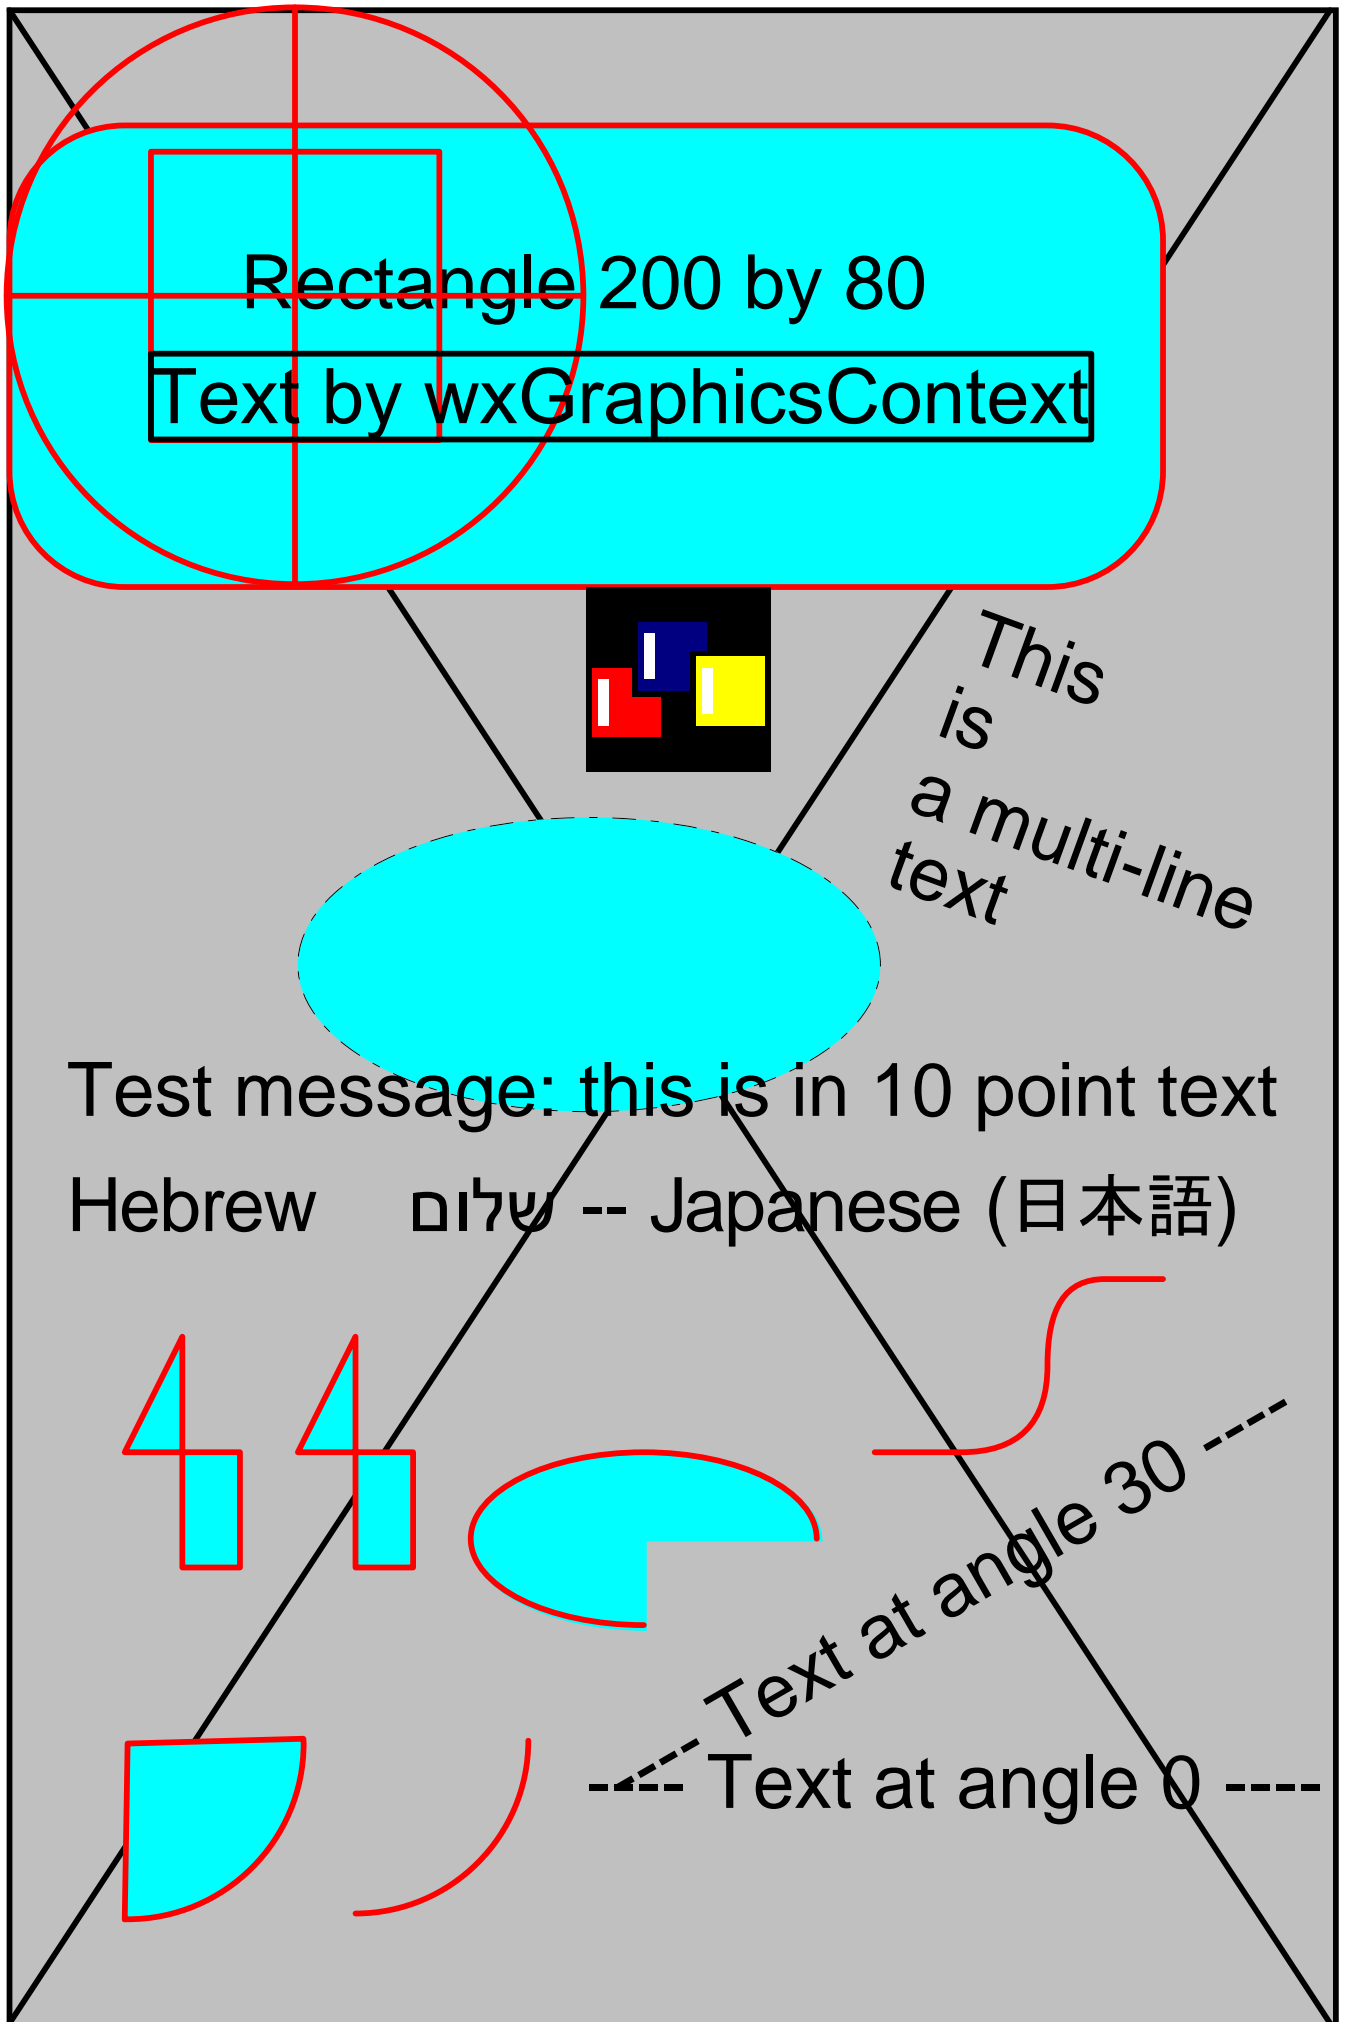 Rectangle 200 by 80
Text by wxGraphicsContext
This
is
a multi-line
text
Test message: this is in 10 point text
Hebrew    שלום -- Japanese (日本語)
---- Text at angle 30 ----
---- Text at angle 0 ----